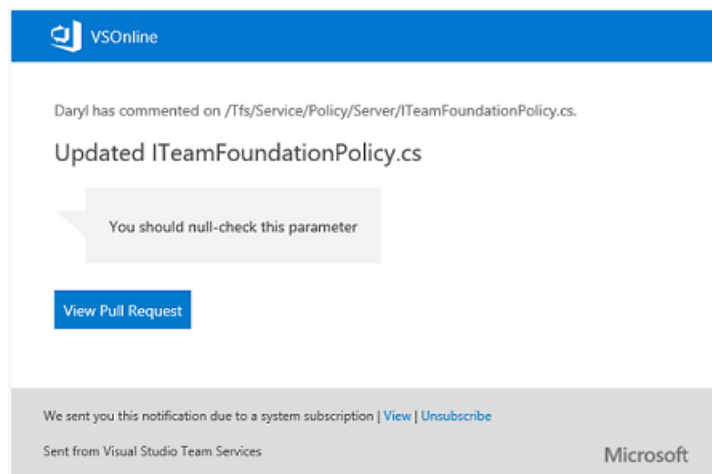 VSOnline
Daryl has commented on /Tfs/Service/Policy/Server/ITeamFoundationPolicy.cs.
Updated ITeamFoundationPolicy.cs
You should null-check this parameter
View Pull Request
We sent you this notification due to a system subscription | View | Unsubscribe
Sent from Visual Studio Team Services
Microsoft